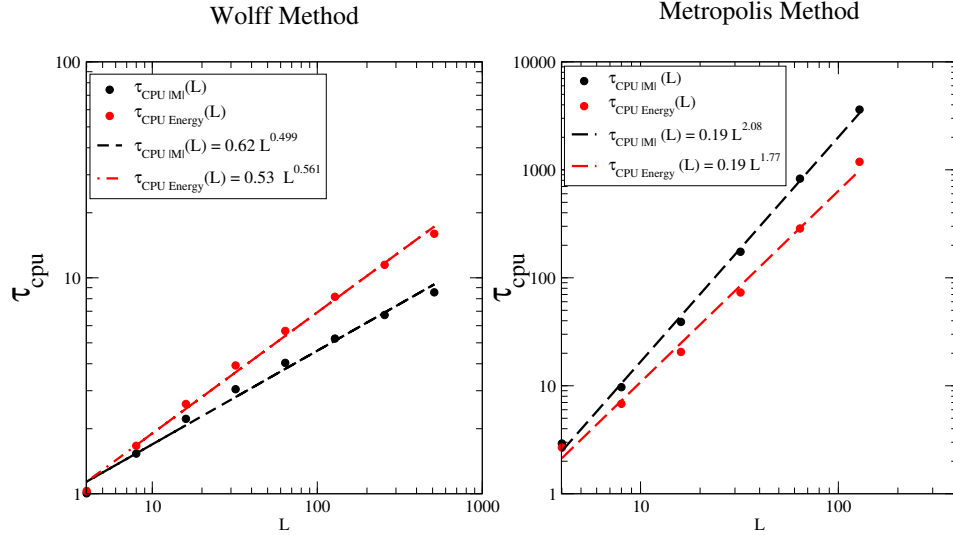 Wolff Method
100
τCPU |M|(L)
τCPU Energy(L)
τCPU |M|(L) = 0.62 L^0.499
τCPU Energy(L) = 0.53 L^0.561
10
1
τcpu
10
100
1000
L
Metropolis Method
10000
τCPU |M|(L)
τCPU Energy(L)
τCPU |M| (L) = 0.19 L^2.08
τCPU Energy (L) = 0.19 L^1.77
1000
100
10
1
τcpu
10
100
L